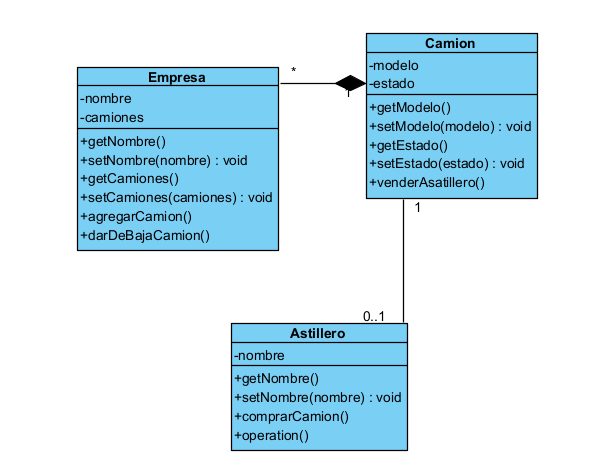 Empresa
-nombre
-camiones
+getNombre()
+setNombre(nombre) : void
+getCamiones()
+setCamiones(camiones) : void
+agregarCamion()
+darDeBajaCamion()
*
1
Camion
-modelo
-estado
+getModelo()
+setModelo(modelo) : void
+getEstado()
+setEstado(estado) : void
+venderAsatillero()
1
0..1
Astillero
-nombre
+getNombre()
+setNombre(nombre) : void
+comprarCamion()
+operation()